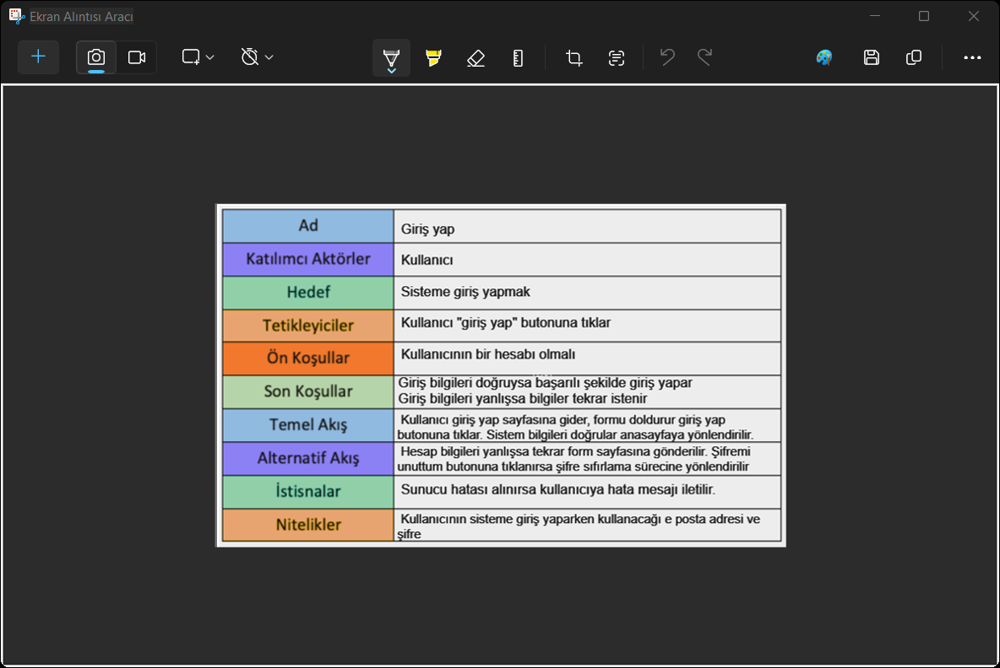 Ekran Alıntısı Aracı
Ad
Giriş yap
Katılımcı Aktörler
Kullanıcı
Hedef
Sisteme giriş yapmak
Tetikleyiciler
Kullanıcı "giriş yap" butonuna tıklar
Ön Koşullar
Kullanıcının bir hesabı olmalı
Son Koşullar
Giriş bilgileri doğruysa başarılı şekilde giriş yapar
Giriş bilgileri yanlışsa bilgiler tekrar istenir
Temel Akış
Kullanıcı giriş yap sayfasına gider, formu doldurur giriş yap
butonuna tıklar. Sistem bilgileri doğrular anasayfaya yönlendirilir.
Alternatif Akış
Hesap bilgileri yanlışsa tekrar form sayfasına gönderilir. Şifremi
unuttum butonuna tıklanırsa şifre sıfırlama sürecine yönlendirilir
İstisnalar
Sunucu hatası alınırsa kullanıcıya hata mesajı iletilir.
Nitelikler
Kullanıcının sisteme giriş yaparken kullanacağı e posta adresi ve
şifre